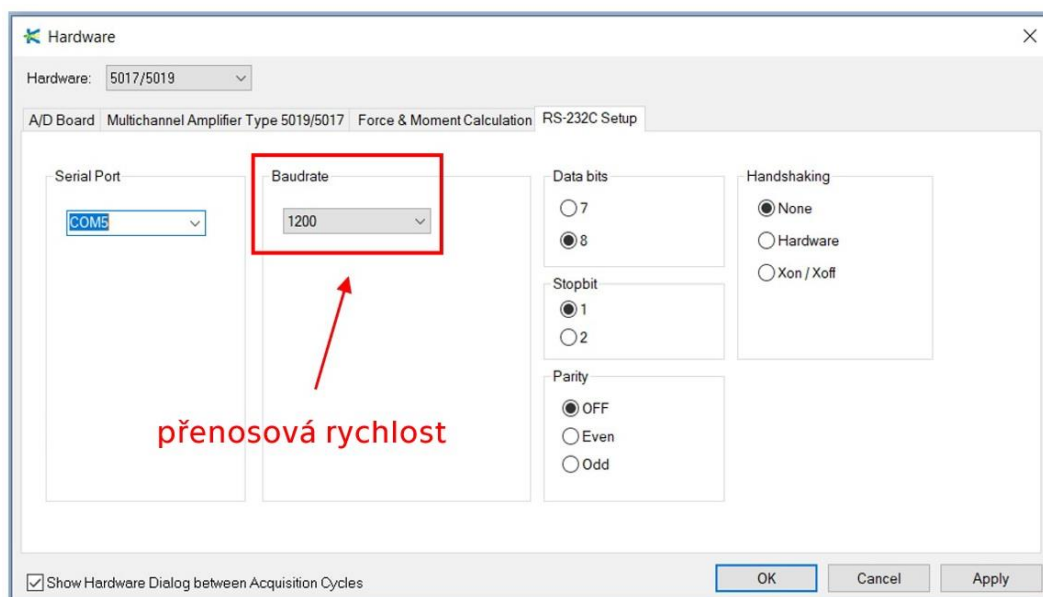 Hardware
Hardware: 5017/5019
A/D Board Multichannel Amplifier Type 5019/5017 Force & Moment Calculation RS-232C Setup
Serial Port
COM5
Baudrate
1200
Data bits
7
8
Stopbit
1
2
Parity
OFF
Even
Odd
Handshaking
None
Hardware
Xon / Xoff
přenosová rychlost
Show Hardware Dialog between Acquisition Cycles
OK Cancel Apply